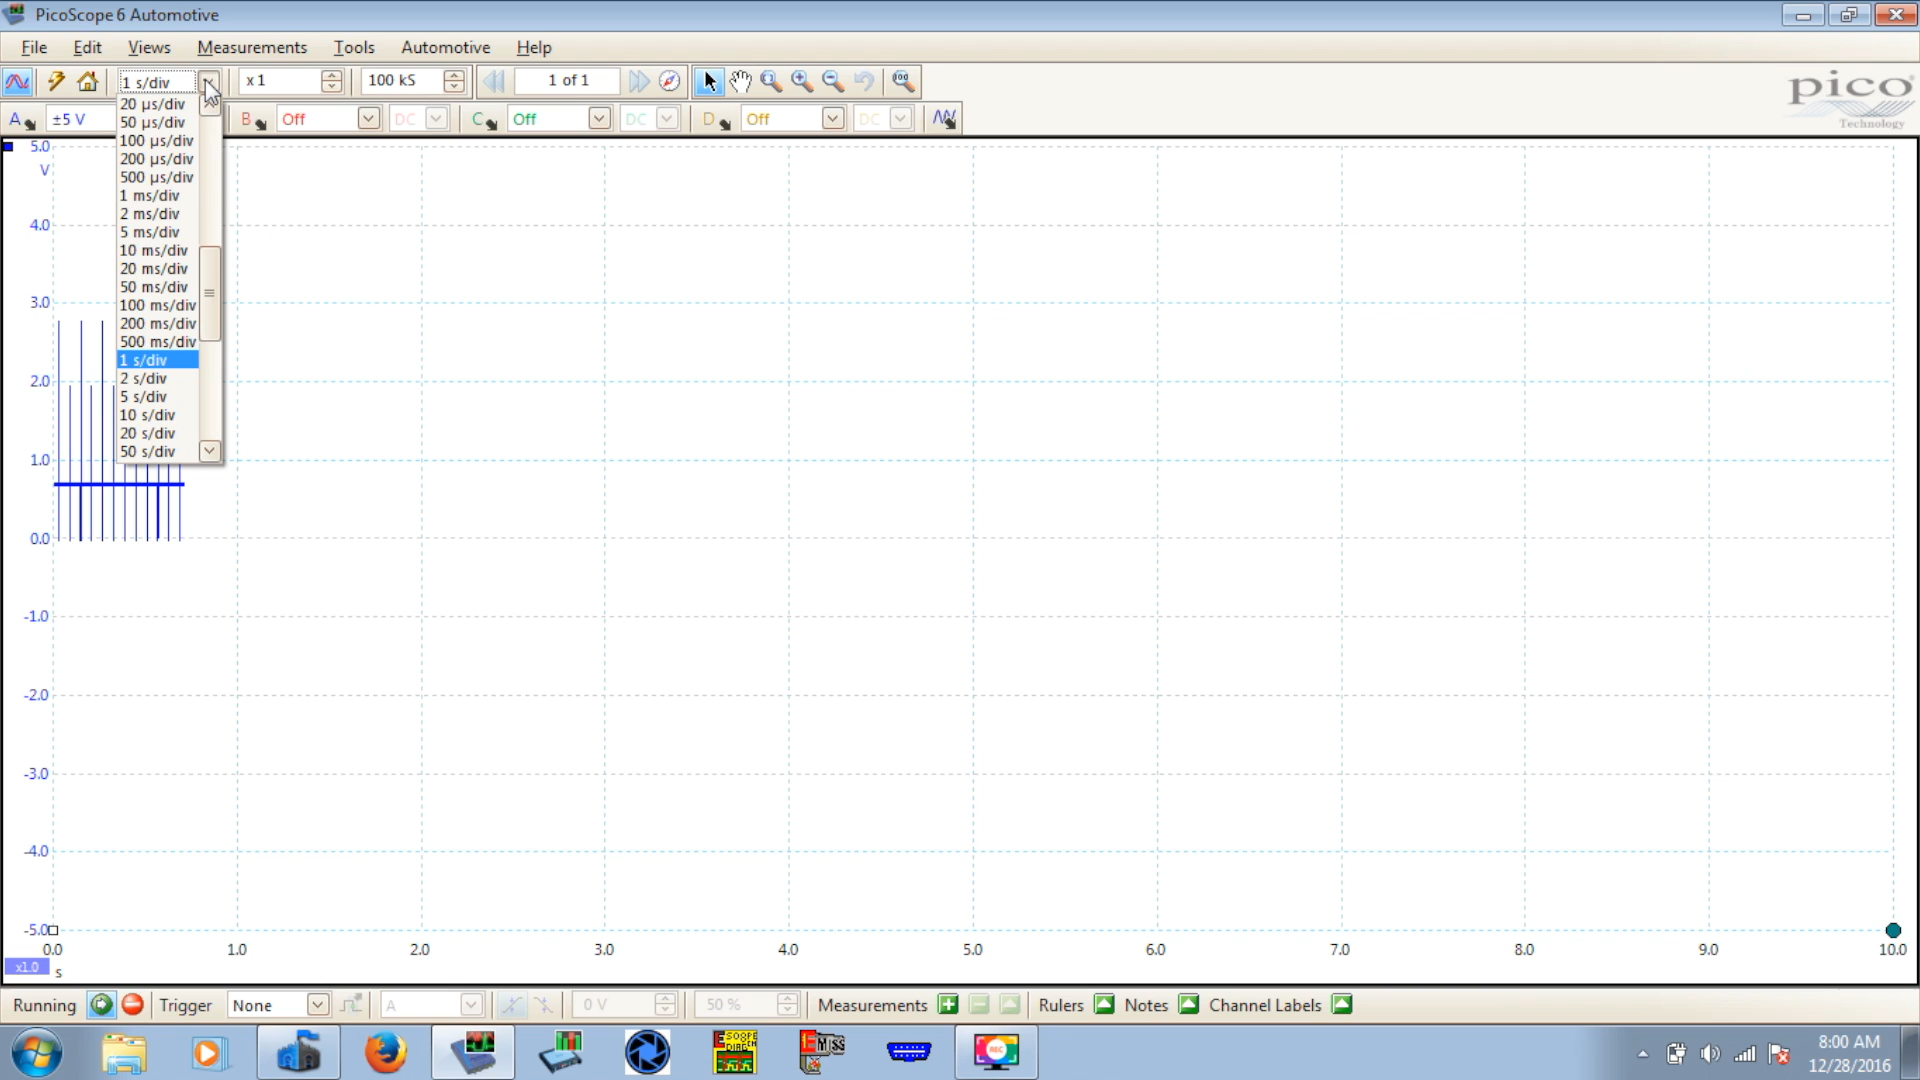 PicoScope 6 Automotive
File Edit Views Measurements Tools Automotive Help
1 s/div x 1 100 kS 1 of 1
pico
Technology
A ±5 V B Off DC C Off DC D Off DC
20 µs/div
50 µs/div
100 µs/div
200 µs/div
500 µs/div
1 ms/div
2 ms/div
5 ms/div
10 ms/div
20 ms/div
50 ms/div
100 ms/div
200 ms/div
500 ms/div
1 s/div
2 s/div
5 s/div
10 s/div
20 s/div
50 s/div
5.0
V
4.0
3.0
2.0
1.0
0.0
-1.0
-2.0
-3.0
-4.0
-5.0
0.0 1.0 2.0 3.0 4.0 5.0 6.0 7.0 8.0 9.0 10.0
x1.0
s
Running Trigger None A 0 V 50 % Measurements Rulers Notes Channel Labels
REC
8:00 AM
12/28/2016